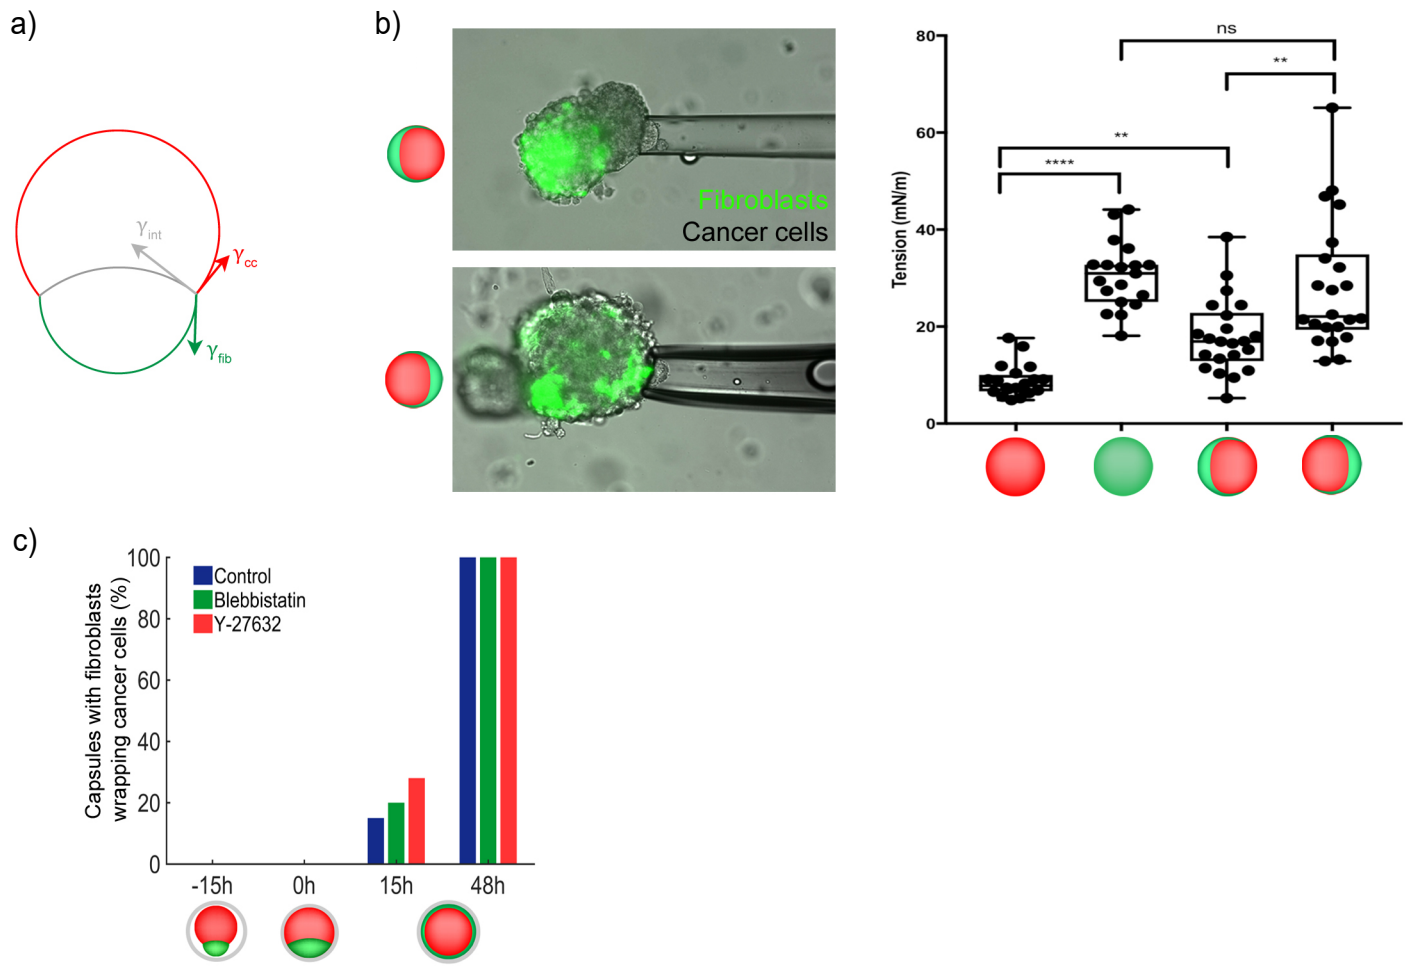 a)
γint
γcc
γfib
b)
Fibroblasts
Cancer cells
Tension (mN/m)
80
60
40
20
0
ns
**
**
****
c)
Capsules with fibroblasts
wrapping cancer cells (%)
100
80
60
40
20
0
Control
Blebbistatin
Y-27632
-15h 0h 15h 48h